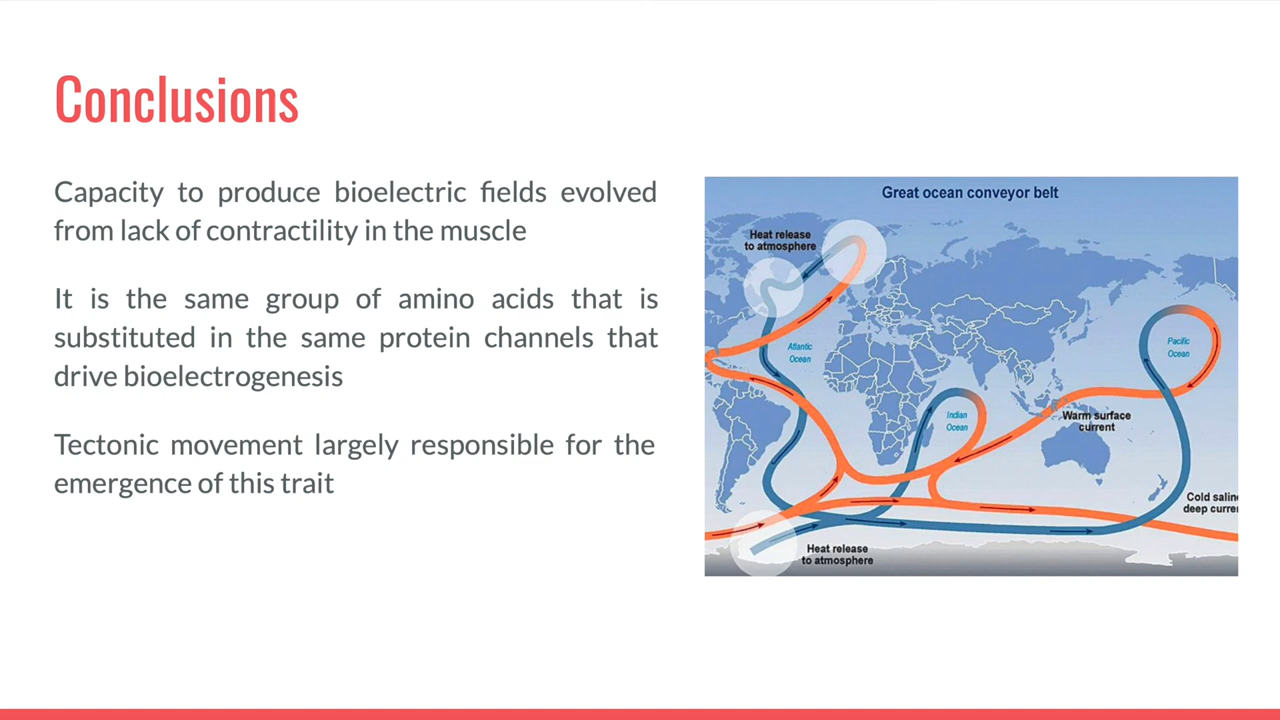 Conclusions
Capacity to produce bioelectric fields evolved
from lack of contractility in the muscle
It is the same group of amino acids that is
substituted in the same protein channels that
drive bioelectrogenesis
Tectonic movement largely responsible for the
emergence of this trait
Great ocean conveyor belt
Heat release
to atmosphere
Atlantic
Ocean
Pacific
Ocean
Indian
Ocean
Warm surface
current
Cold salin
deep curre
Heat release
to atmosphere